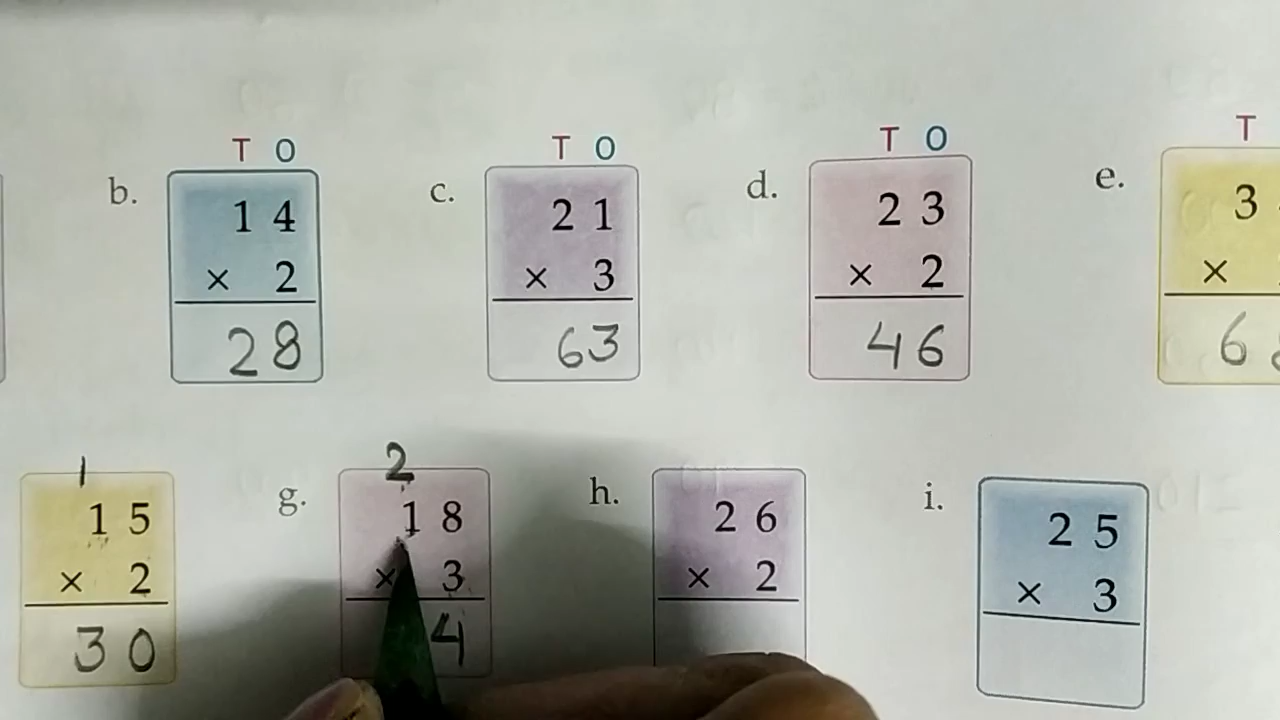 T O
T O
T O
T
b.
1 4
× 2
28
c.
2 1
× 3
63
d.
2 3
× 2
46
e.
3
×
6
1
1 5
× 2
30
g.
2
1 8
× 3
4
h.
2 6
× 2
i.
2 5
× 3